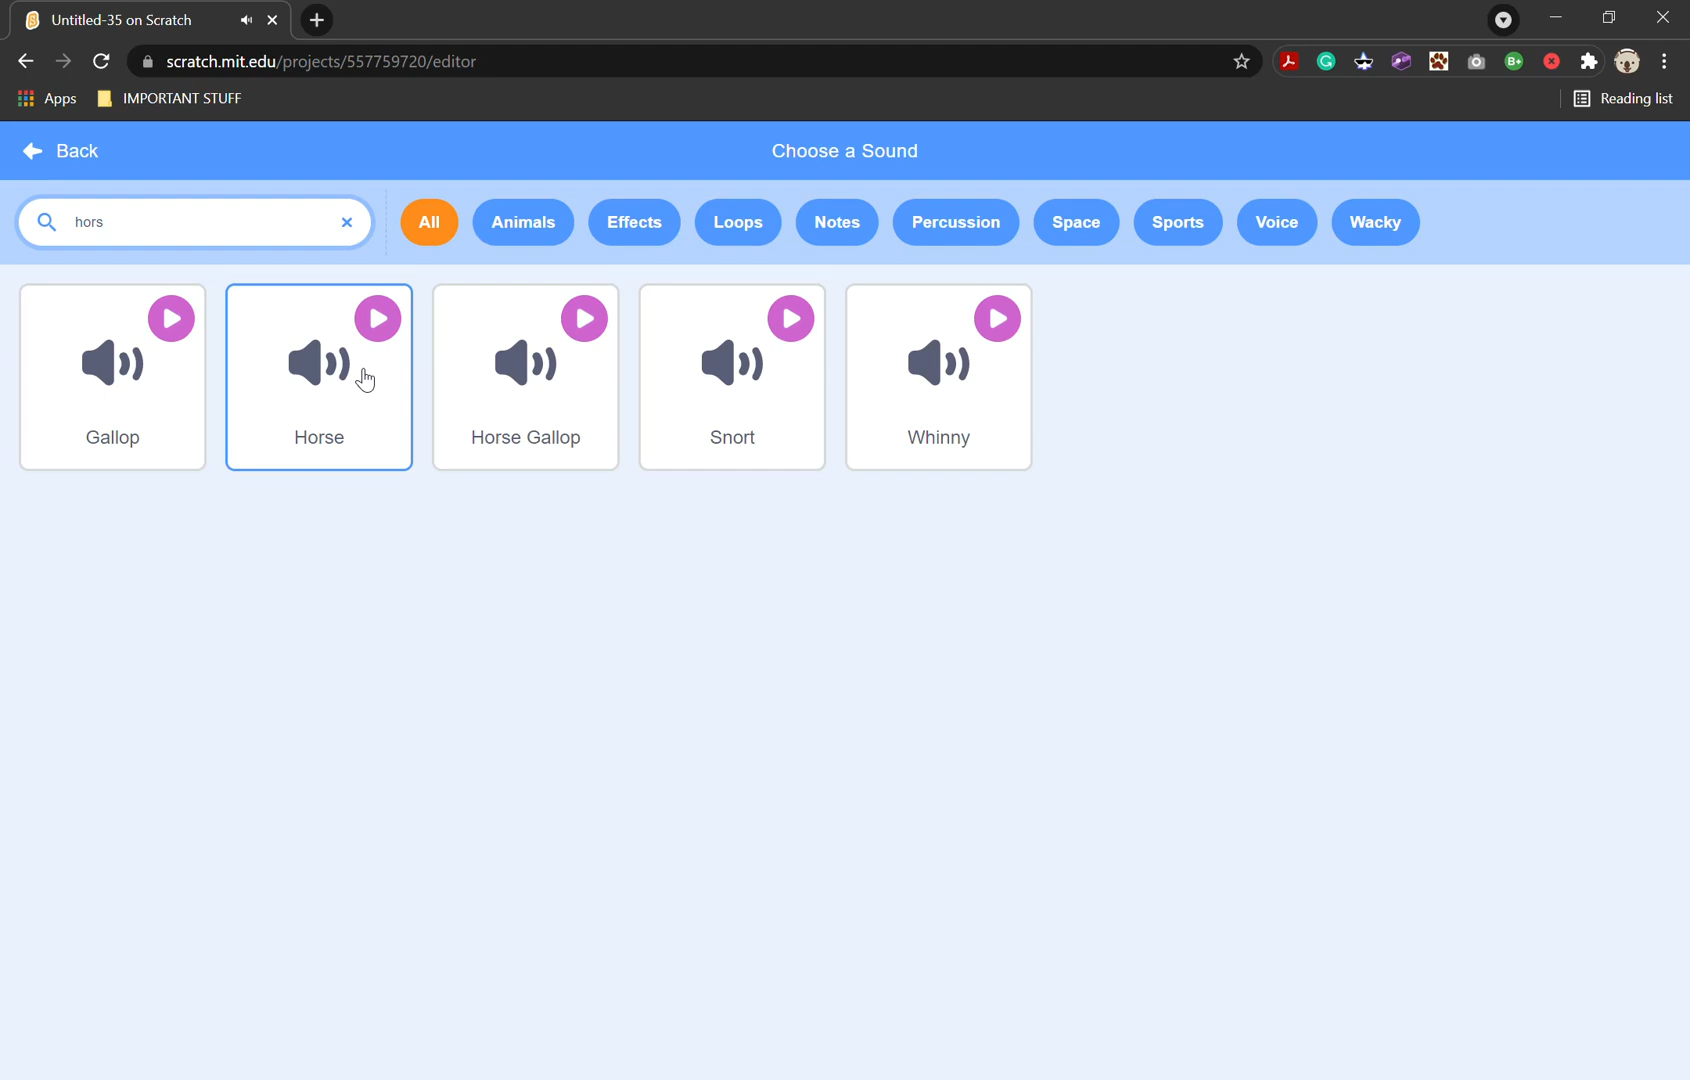 Untitled-35 on Scratch
scratch.mit.edu/projects/557759720/editor
B+
Apps IMPORTANT STUFF Reading list
Back Choose a Sound
hors All Animals Effects Loops Notes Percussion Space Sports Voice Wacky
Gallop Horse Horse Gallop Snort Whinny